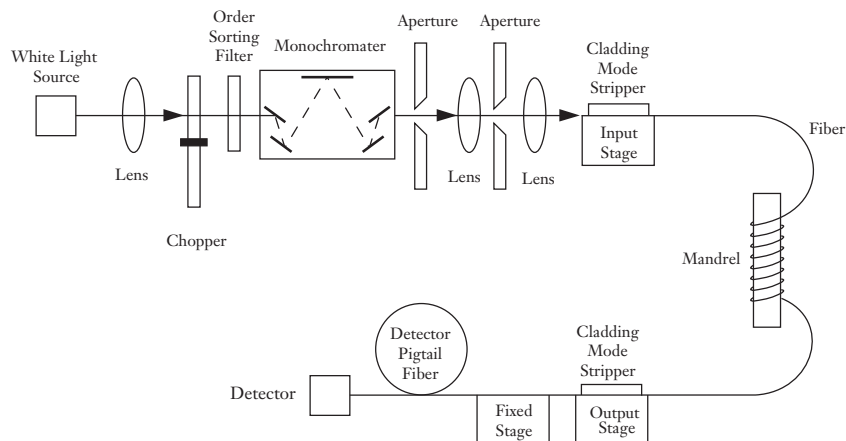 White Light
Source
Lens
Chopper
Order
Sorting
Filter
Monochromater
Aperture
Lens
Aperture
Lens
Cladding
Mode
Stripper
Input
Stage
Fiber
Mandrel
Detector
Pigtail
Fiber
Detector
Fixed
Stage
Cladding
Mode
Stripper
Output
Stage